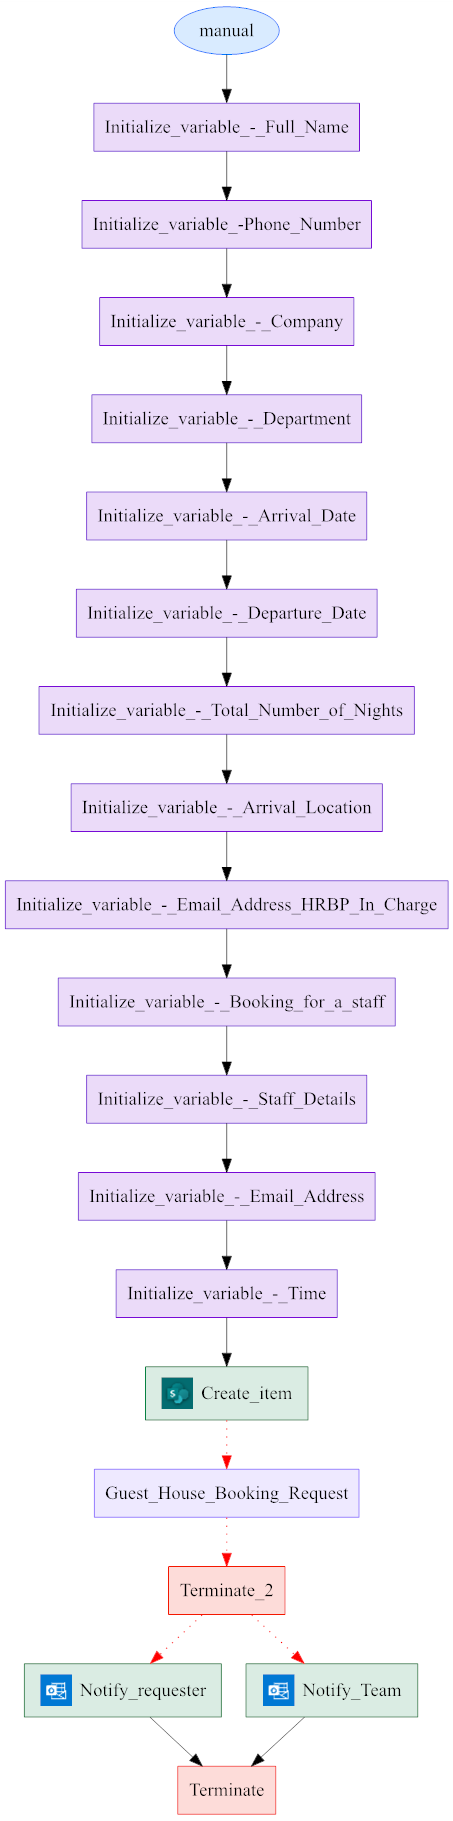 manual
Initialize_variable_-_Full_Name
Initialize_variable_-Phone_Number
Initialize_variable_-_Company
Initialize_variable_-_Department
Initialize_variable_-_Arrival_Date
Initialize_variable_-_Departure_Date
Initialize_variable_-_Total_Number_of_Nights
Initialize_variable_-_Arrival_Location
Initialize_variable_-_Email_Address_HRBP_In_Charge
Initialize_variable_-_Booking_for_a_staff
Initialize_variable_-_Staff_Details
Initialize_variable_-_Email_Address
Initialize_variable_-_Time
S Create_item
Guest_House_Booking_Request
Terminate_2
Notify_requester
Notify_Team
Terminate